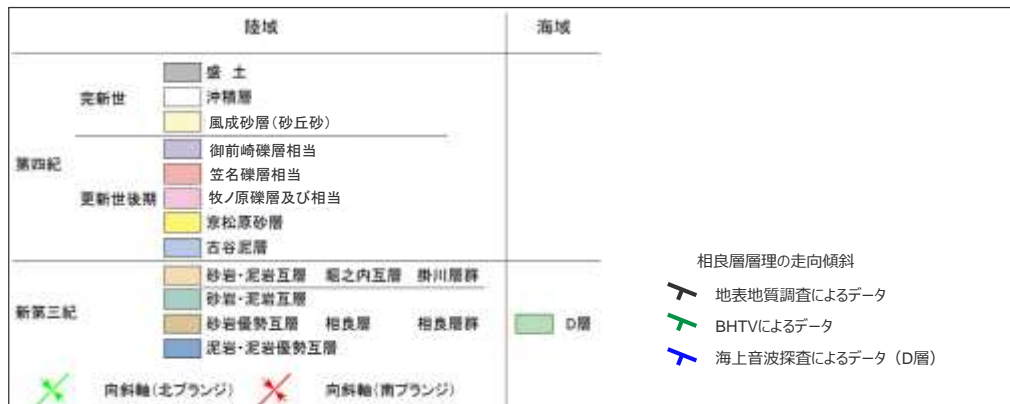 陸域 海域
盛 土
完新世 沖積層
風成砂層(砂丘砂)
御前崎礫層相当
第四紀
笠名礫層相当
更新世後期 牧ノ原礫層及び相当
京松原砂層
古谷泥層
相良層層理の走向傾斜
砂岩・泥岩互層 堀之内互層 掛川層群
地表地質調査によるデータ
砂岩・泥岩互層
新第三紀
砂岩優勢互層 相良層 相良層群 D層
BHTVによるデータ
泥岩・泥岩優勢互層
海上音波探査によるデータ(D層)
向斜軸(北プランジ) 向斜軸(南プランジ)